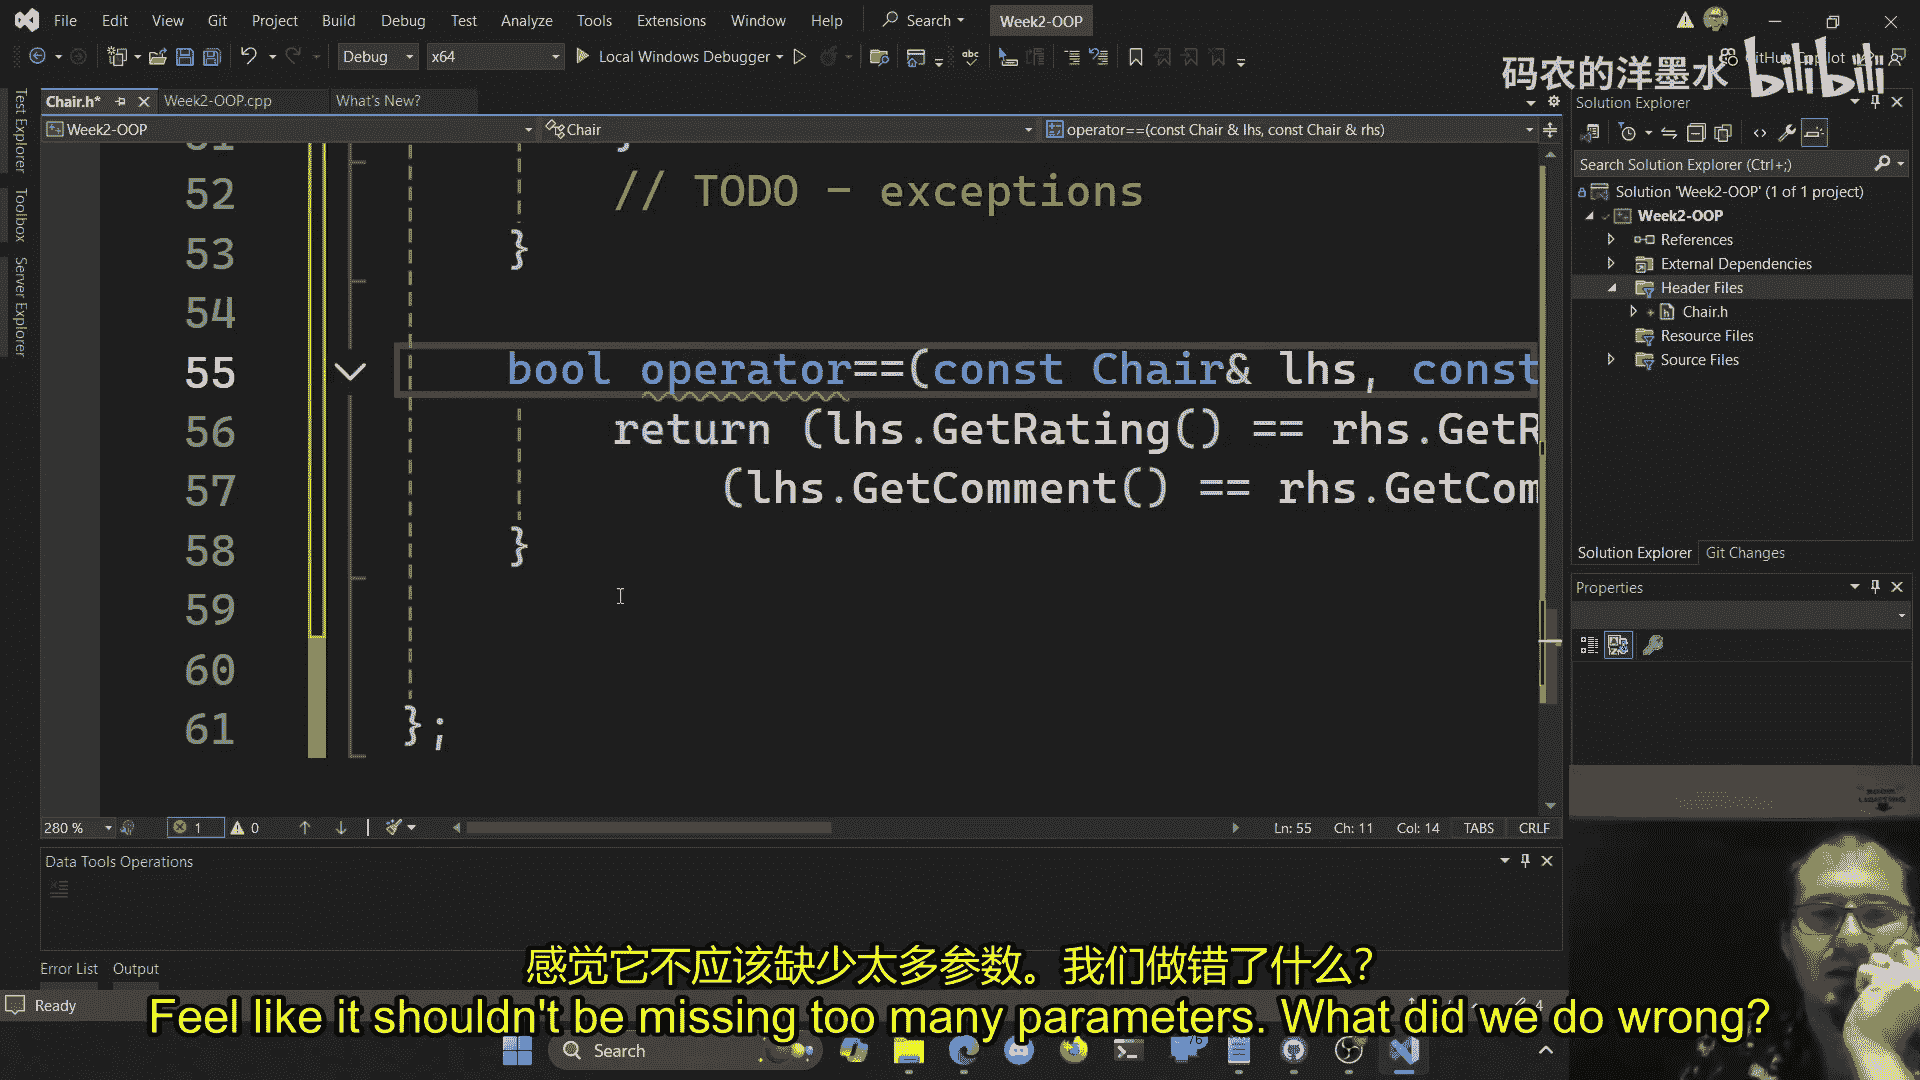 File Edit View Git Project Build Debug Test Analyze Tools Extensions Window Help Search Week2-OOP
Debug x64 Local Windows Debugger
码农的洋墨水 bilibili
Chair.h* Week2-OOP.cpp What's New?
Week2-OOP Chair operator==(const Chair & lhs, const Chair & rhs)
Test Explorer
Toolbox
Server Explorer
52 // TODO - exceptions
53 }
54
55 bool operator==(const Chair& lhs, const
56 return (lhs.GetRating() == rhs.GetR
57 (lhs.GetComment() == rhs.GetCom
58 }
59
60
61 };
280 % 1 0 Ln: 55 Ch: 11 Col: 14 TABS CRLF
Data Tools Operations
Error List Output
Ready
Solution Explorer
Search Solution Explorer (Ctrl+;)
Solution 'Week2-OOP' (1 of 1 project)
Week2-OOP
References
External Dependencies
Header Files
Chair.h
Resource Files
Source Files
Solution Explorer Git Changes
Properties
感觉它不应该缺少太多参数。我们做错了什么？
Feel like it shouldn't be missing too many parameters. What did we do wrong?
Search